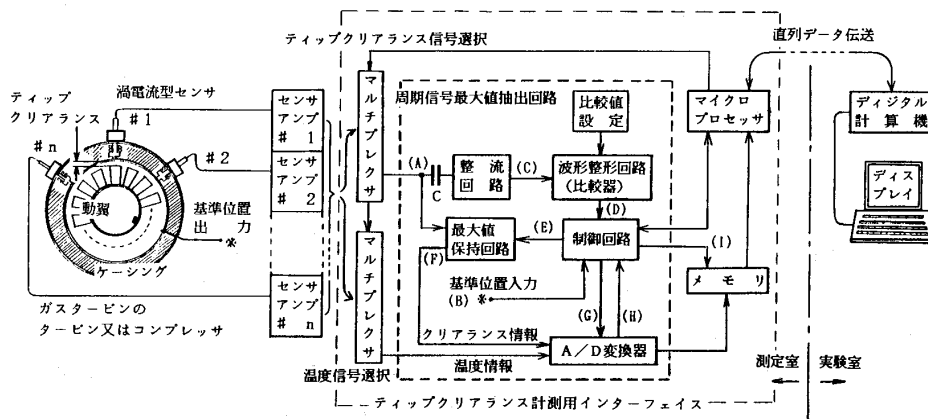 ティップクリアランス信号選択
直列データ伝送
渦電流型センサ
ティップ
クリアランス
#1
#2
#n
動翼
基準位置
出力
*
ケーシング
ガスタービンの
タービン又はコンプレッサ
センサ
アンプ
# 1
センサ
アンプ
# 2
センサ
アンプ
# n
マルチプレクサ
マルチプレクサ
温度信号選択
周期信号最大値抽出回路
比較値
設定
(A)
C
整流
回路
(C)
波形整形回路
(比較器)
(D)
最大値
保持回路
(E)
制御回路
(F)
(I)
基準位置入力
(B) *
(G)
(H)
クリアランス情報
温度情報
A/D変換器
マイクロ
プロセッサ
メモリ
ディジタル
計算機
ディス
プレイ
測定室
実験室
ティップクリアランス計測用インターフェイス